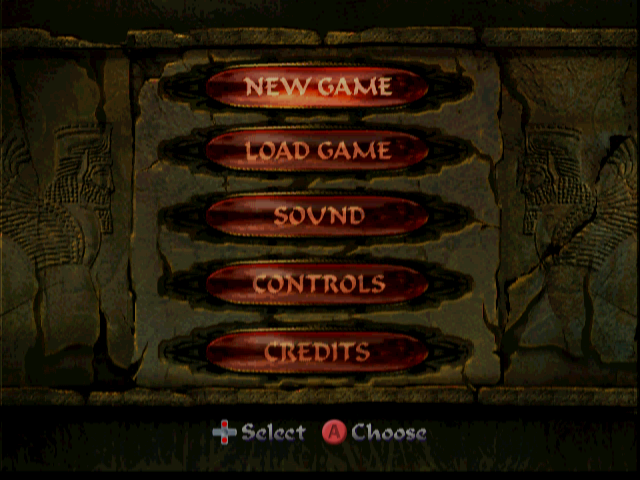 NEW GAME
LOAD GAME
SOUND
CONTROLS
CREDITS
Select A Choose